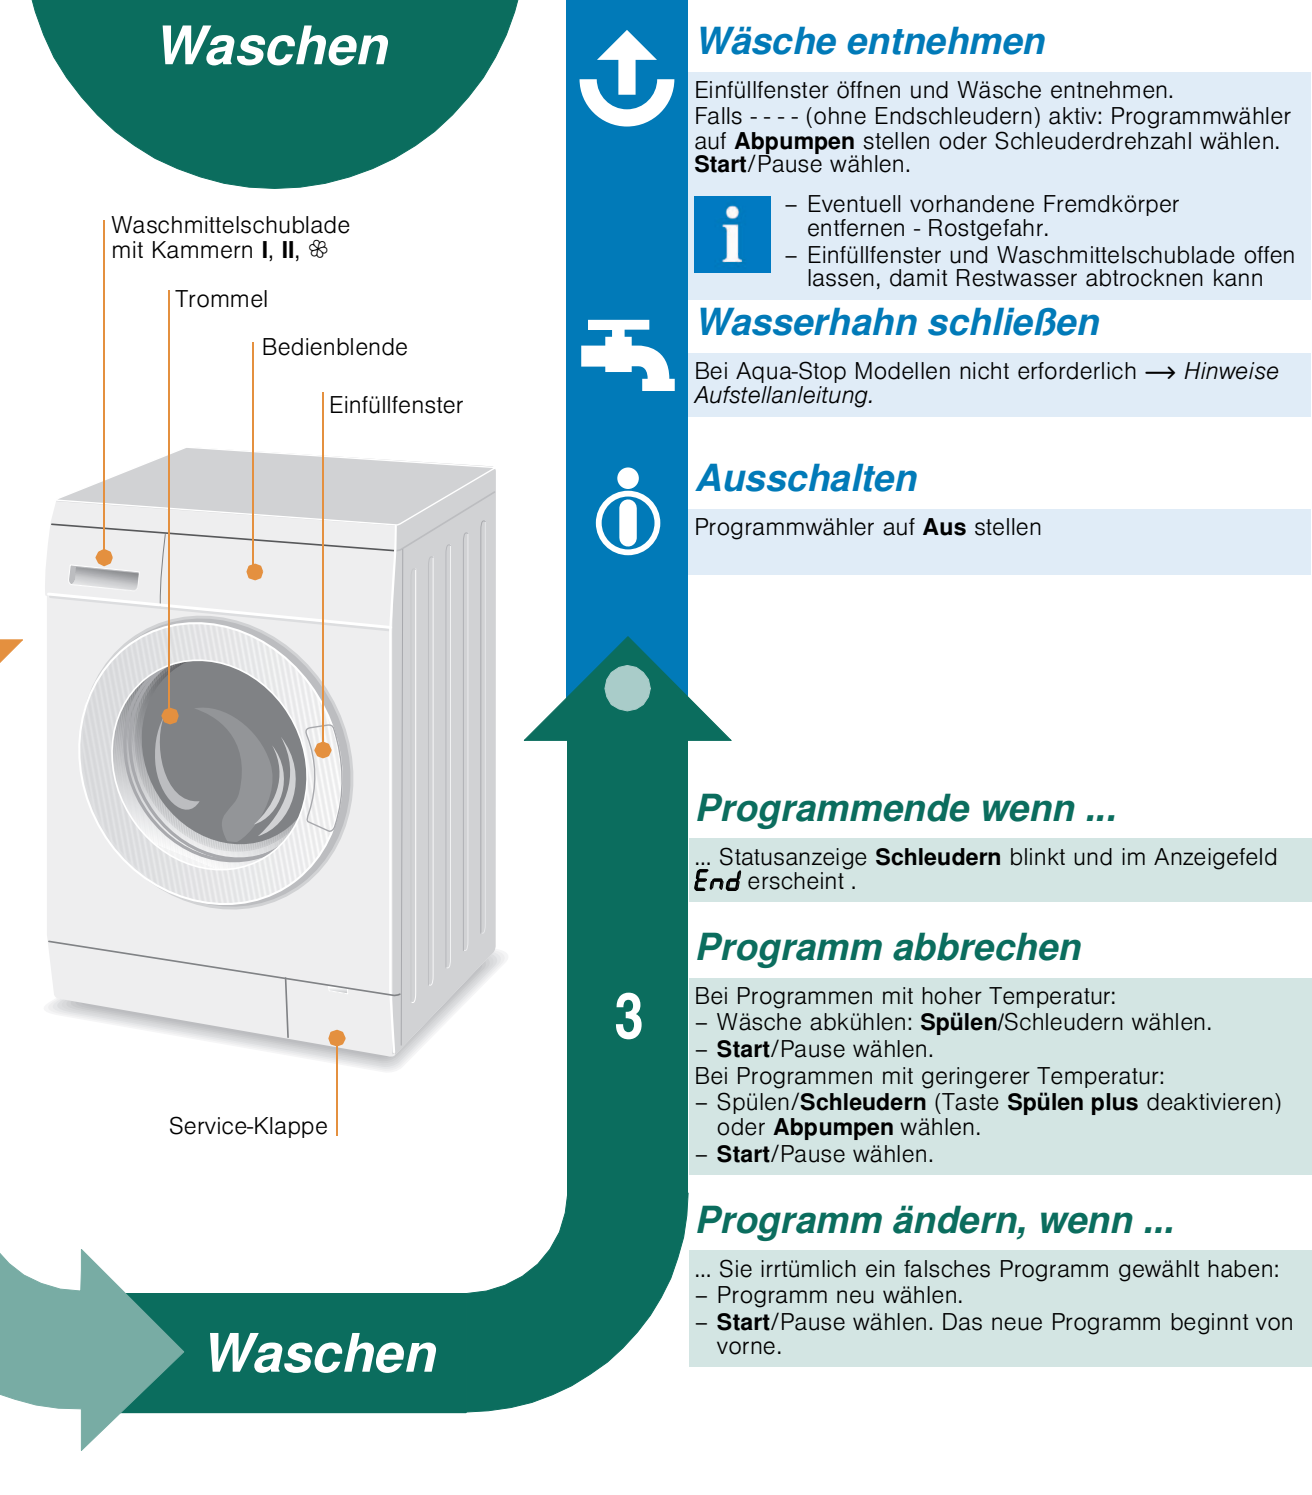 Waschen
Waschmittelschublade
mit Kammern I, II, ❀
Trommel
Bedienblende
Einfüllfenster
Service-Klappe
Waschen
3
Wäsche entnehmen
Einfüllfenster öffnen und Wäsche entnehmen.
Falls - - - - (ohne Endschleudern) aktiv: Programmwähler
auf Abpumpen stellen oder Schleuderdrehzahl wählen.
Start/Pause wählen.
i
– Eventuell vorhandene Fremdkörper
entfernen - Rostgefahr.
– Einfüllfenster und Waschmittelschublade offen
lassen, damit Restwasser abtrocknen kann
Wasserhahn schließen
Bei Aqua-Stop Modellen nicht erforderlich → Hinweise
Aufstellanleitung.
Ausschalten
Programmwähler auf Aus stellen
Programmende wenn ...
... Statusanzeige Schleudern blinkt und im Anzeigefeld
End erscheint .
Programm abbrechen
Bei Programmen mit hoher Temperatur:
– Wäsche abkühlen: Spülen/Schleudern wählen.
– Start/Pause wählen.
Bei Programmen mit geringerer Temperatur:
– Spülen/Schleudern (Taste Spülen plus deaktivieren)
oder Abpumpen wählen.
– Start/Pause wählen.
Programm ändern, wenn ...
... Sie irrtümlich ein falsches Programm gewählt haben:
– Programm neu wählen.
– Start/Pause wählen. Das neue Programm beginnt von
vorne.